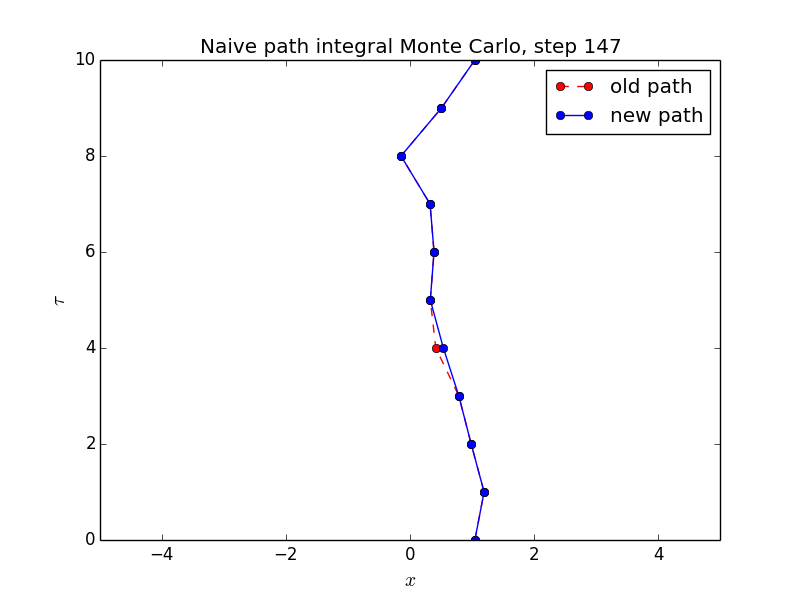 Naive path integral Monte Carlo, step 147
old path
new path
10
8
6
4
2
0
τ
−4
−2
0
2
4
x